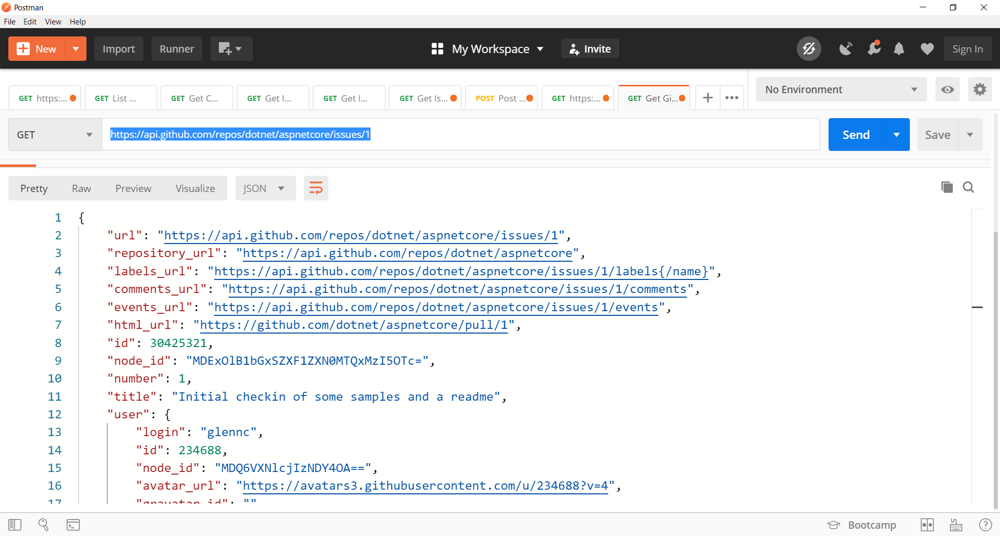 Postman
File Edit View Help
New Import Runner My Workspace Invite Sign In
GET https:... GET List ... GET Get C... GET Get I... GET Get I... GET Get Is... POST Post ... GET https:... GET Get Gi... No Environment
GET https://api.github.com/repos/dotnet/aspnetcore/issues/1 Send Save
Pretty Raw Preview Visualize JSON
1 {
2 "url": "https://api.github.com/repos/dotnet/aspnetcore/issues/1",
3 "repository_url": "https://api.github.com/repos/dotnet/aspnetcore",
4 "labels_url": "https://api.github.com/repos/dotnet/aspnetcore/issues/1/labels{/name}",
5 "comments_url": "https://api.github.com/repos/dotnet/aspnetcore/issues/1/comments",
6 "events_url": "https://api.github.com/repos/dotnet/aspnetcore/issues/1/events",
7 "html_url": "https://github.com/dotnet/aspnetcore/pull/1",
8 "id": 30425321,
9 "node_id": "MDExOlB1bGxSZXF1ZXN0MTQxMzI5OTc=",
10 "number": 1,
11 "title": "Initial checkin of some samples and a readme",
12 "user": {
13 "login": "glennc",
14 "id": 234688,
15 "node_id": "MDQ6VXNlcjIzNDY4OA==",
16 "avatar_url": "https://avatars3.githubusercontent.com/u/234688?v=4",
17 "gravatar_id": ""
Bootcamp